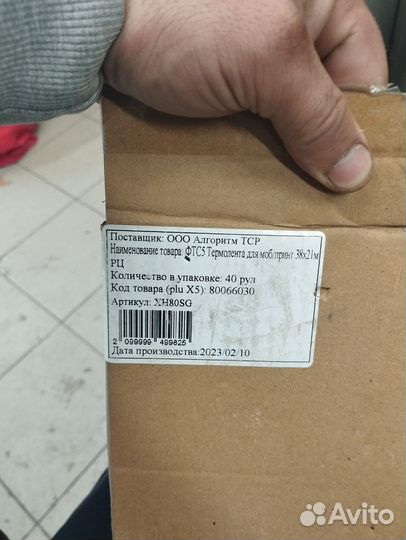 Поставщик: ООО Алгоритм ТСР
Наименование товара: ФТС5 Термолента для моб/принт 38х21м
РЦ
Количество в упаковке: 40 рул
Код товара (plu X5): 80066030
Артикул: XH80SG
2 099999 499825
Дата производства:2023/02/10
Avito